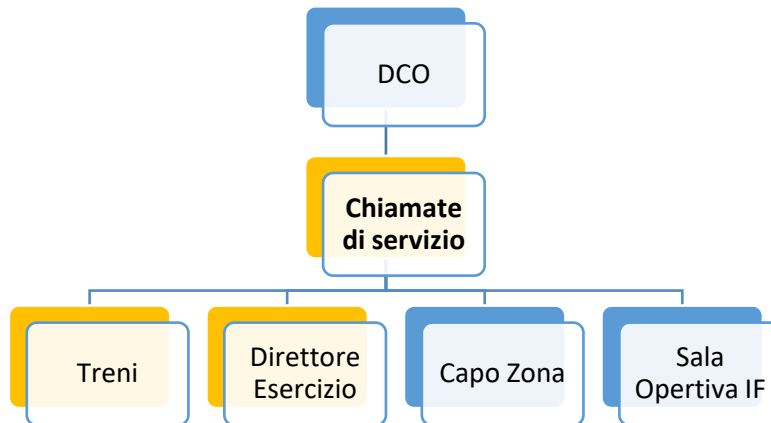 DCO
Chiamate
di servizio
Treni
Direttore
Esercizio
Capo Zona
Sala
Opertiva IF